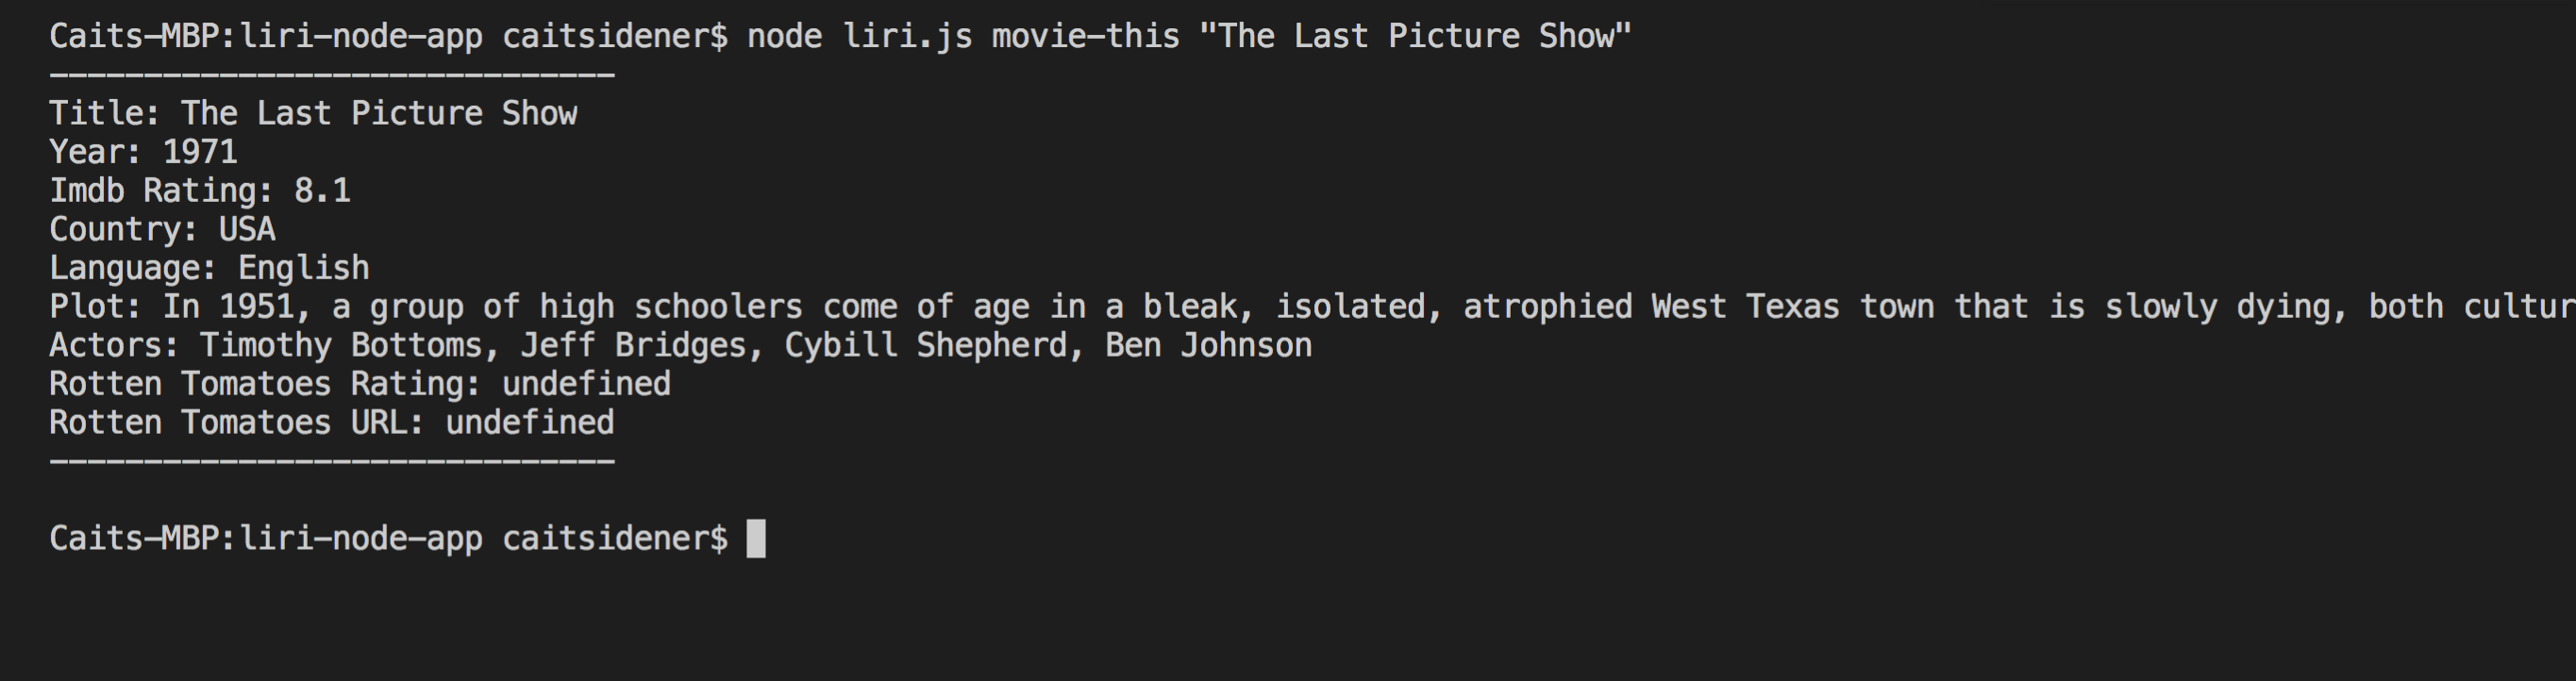 Caits-MBP:liri-node-app caitsidener$ node liri.js movie-this "The Last Picture Show"
------------------------------
Title: The Last Picture Show
Year: 1971
Imdb Rating: 8.1
Country: USA
Language: English
Plot: In 1951, a group of high schoolers come of age in a bleak, isolated, atrophied West Texas town that is slowly dying, both cultur
Actors: Timothy Bottoms, Jeff Bridges, Cybill Shepherd, Ben Johnson
Rotten Tomatoes Rating: undefined
Rotten Tomatoes URL: undefined
------------------------------
Caits-MBP:liri-node-app caitsidener$